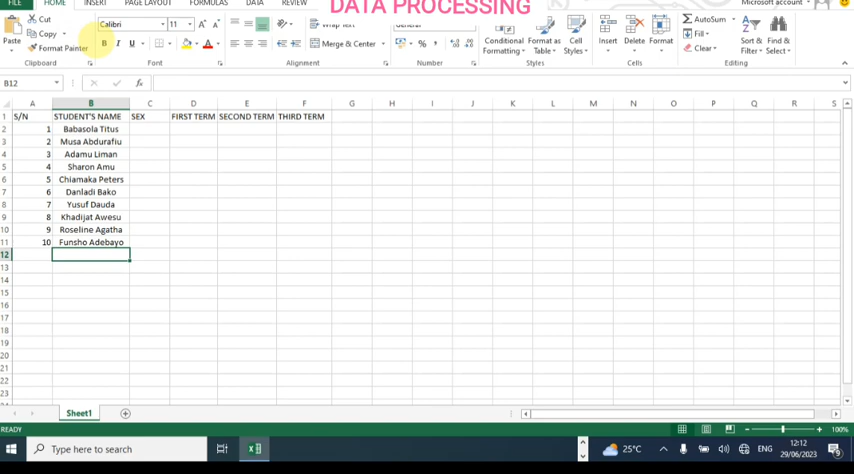 DATA PROCESSING
FILE HOME INSERT PAGE LAYOUT FORMULAS DATA REVIEW Microsoft account
Cut
Copy
Format Painter
Paste
Clipboard
Calibri 11
B I U
Font
Wrap Text
Merge & Center
Alignment
General
%
Number
Conditional Formatting
Format as Table
Cell Styles
Styles
Insert Delete Format
Cells
AutoSum
Fill
Clear
Sort & Filter
Find & Select
Editing
B12 fx
A B C D E F G H I J K L M N O P Q R S
1 S/N STUDENT'S NAME SEX FIRST TERM SECOND TERM THIRD TERM
2 1 Babasola Titus
3 2 Musa Abdurafiu
4 3 Adamu Liman
5 4 Sharon Amu
6 5 Chiamaka Peters
7 6 Danladi Bako
8 7 Yusuf Dauda
9 8 Khadijat Awesu
10 9 Roseline Agatha
11 10 Funsho Adebayo
12
13
14
15
16
17
18
19
20
21
22
23
Sheet1
READY 100%
Type here to search
25°C
ENG
12:12
29/06/2023
9